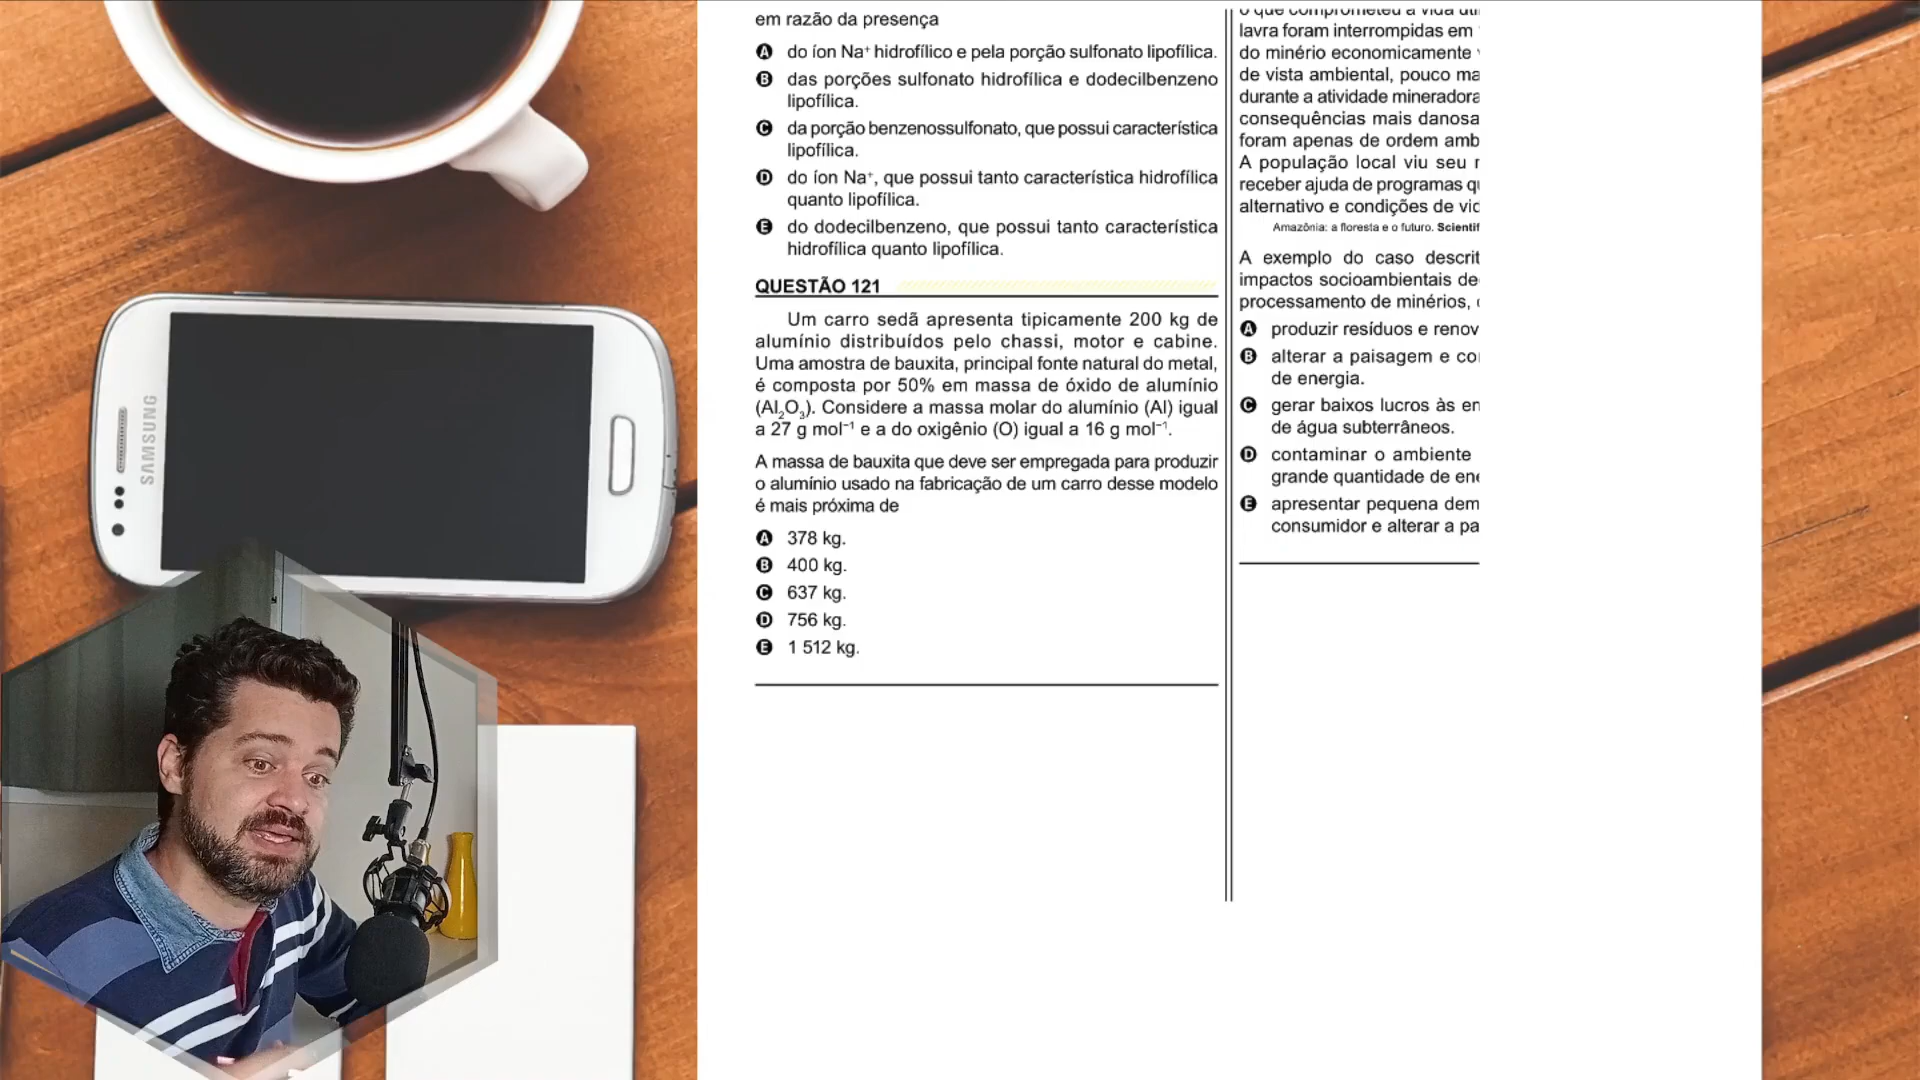 SAMSUNG
em razão da presença
A do íon Na⁺ hidrofílico e pela porção sulfonato lipofílica.
B das porções sulfonato hidrofílica e dodecilbenzeno
lipofílica.
C da porção benzenossulfonato, que possui característica
lipofílica.
D do íon Na⁺, que possui tanto característica hidrofílica
quanto lipofílica.
E do dodecilbenzeno, que possui tanto característica
hidrofílica quanto lipofílica.
QUESTÃO 121
Um carro sedã apresenta tipicamente 200 kg de
alumínio distribuídos pelo chassi, motor e cabine.
Uma amostra de bauxita, principal fonte natural do metal,
é composta por 50% em massa de óxido de alumínio
(Al₂O₃). Considere a massa molar do alumínio (Al) igual
a 27 g mol⁻¹ e a do oxigênio (O) igual a 16 g mol⁻¹.
A massa de bauxita que deve ser empregada para produzir
o alumínio usado na fabricação de um carro desse modelo
é mais próxima de
A 378 kg.
B 400 kg.
C 637 kg.
D 756 kg.
E 1 512 kg.
o que comprometeu a vida
lavra foram interrompidas em
do minério economicamente
de vista ambiental, pouco
durante a atividade mineradora
consequências mais danosa
foram apenas de ordem amb
A população local viu seu
receber ajuda de programas
alternativo e condições de
Amazônia: a floresta e o futuro. Scientif
A exemplo do caso descrit
impactos socioambientais de
processamento de minérios,
A produzir resíduos e renov
B alterar a paisagem e
de energia.
C gerar baixos lucros às
de água subterrâneos.
D contaminar o ambiente
grande quantidade de
E apresentar pequena dem
consumidor e alterar a pa